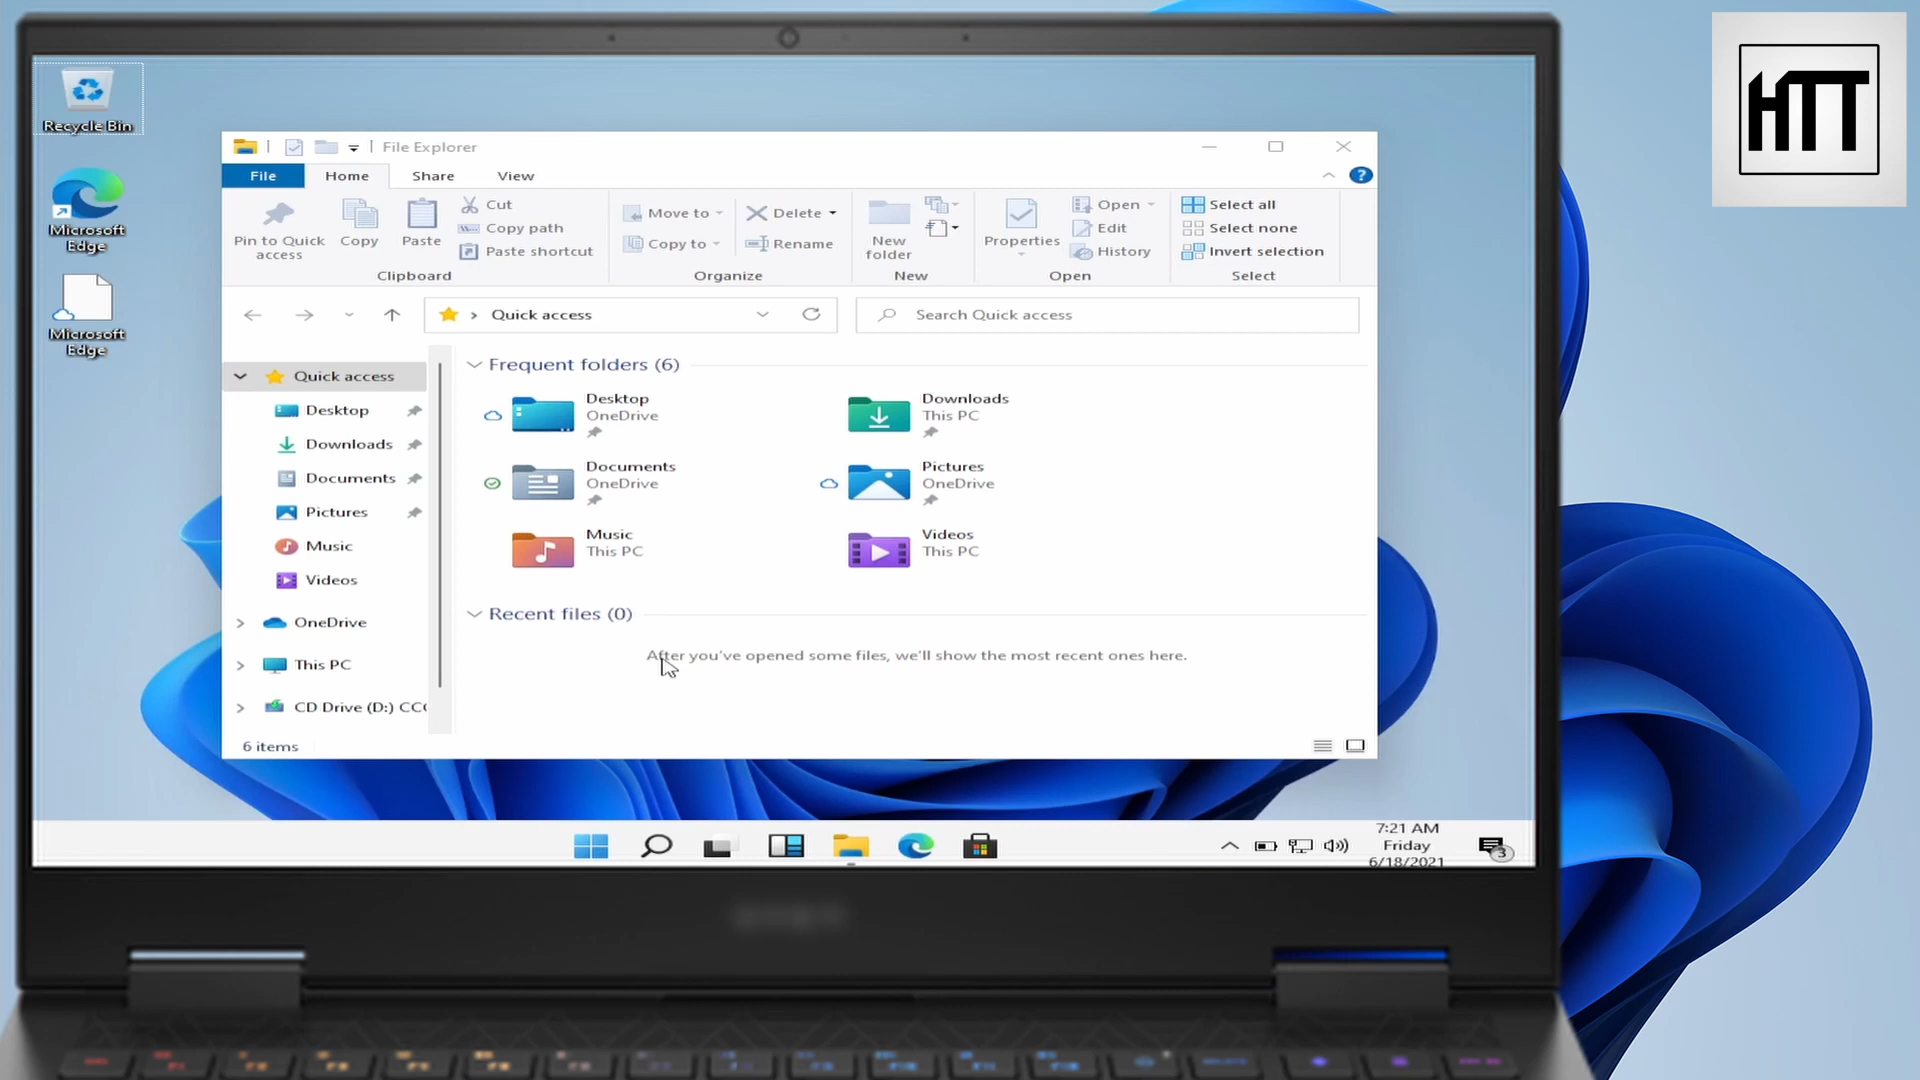 HTT
Recycle Bin
Microsoft
Edge
Microsoft
Edge
File Explorer
File
Home
Share
View
?
Pin to Quick
access
Copy
Paste
Cut
Copy path
Paste shortcut
Clipboard
Move to
Copy to
Delete
Rename
Organize
New
folder
New
Properties
Open
Edit
History
Open
Select all
Select none
Invert selection
Select
Quick access
Search Quick access
Quick access
Desktop
Downloads
Documents
Pictures
Music
Videos
OneDrive
This PC
CD Drive (D:)
Frequent folders (6)
Desktop
OneDrive
Downloads
This PC
Documents
OneDrive
Pictures
OneDrive
Music
This PC
Videos
This PC
Recent files (0)
After you've opened some files, we'll show the most recent ones here.
6 items
7:21 AM
Friday
6/18/2021
3